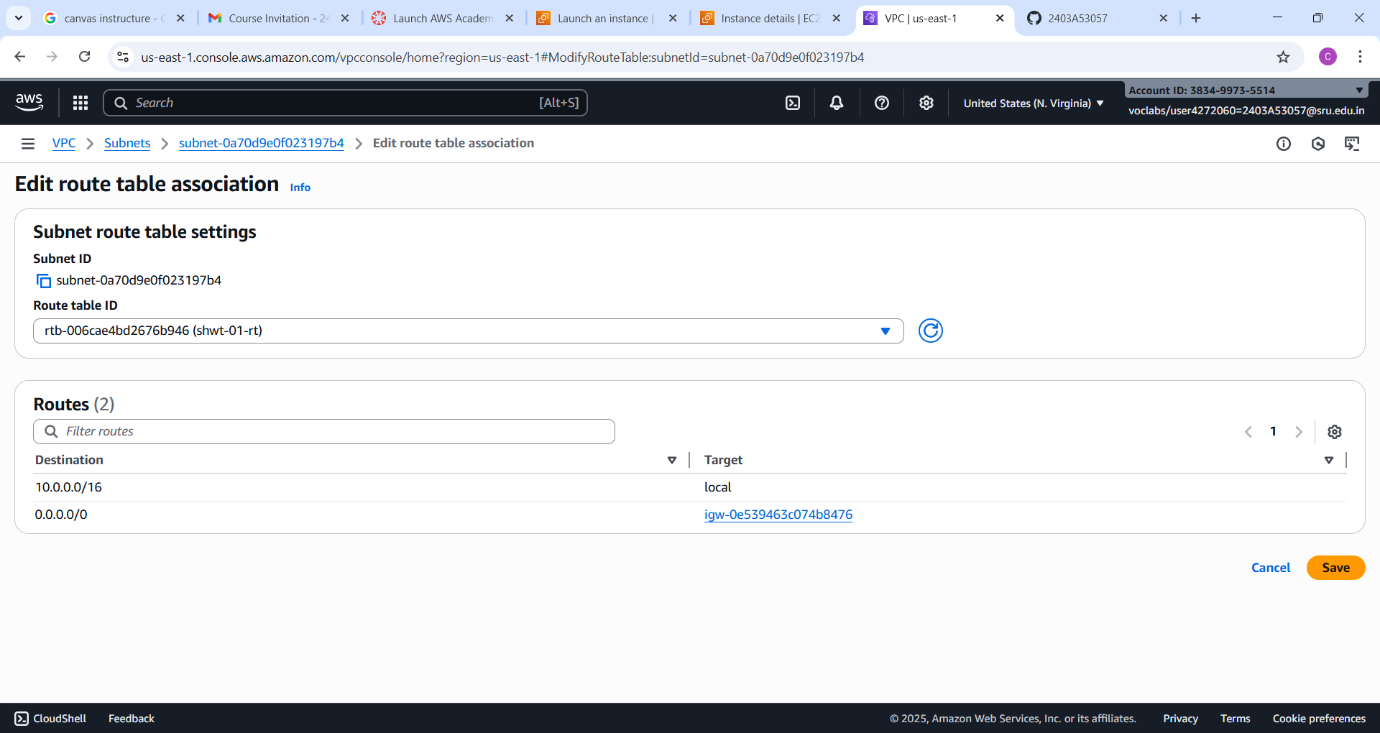 canvas instructure -
Course Invitation - 24
Launch AWS Academ
Launch an instance |
Instance details | EC2
VPC | us-east-1
2403A53057
us-east-1.console.aws.amazon.com/vpcconsole/home?region=us-east-1#ModifyRouteTable:subnetId=subnet-0a70d9e0f023197b4
C
aws
Search
[Alt+S]
United States (N. Virginia)
Account ID: 3834-9973-5514
voclabs/user4272060=2403A53057@sru.edu.in
VPC
Subnets
subnet-0a70d9e0f023197b4
Edit route table association
Edit route table association
Info
Subnet route table settings
Subnet ID
subnet-0a70d9e0f023197b4
Route table ID
rtb-006cae4bd2676b946 (shwt-01-rt)
Routes (2)
Filter routes
1
Destination
Target
10.0.0.0/16
local
0.0.0.0/0
igw-0e539463c074b8476
Cancel
Save
CloudShell
Feedback
© 2025, Amazon Web Services, Inc. or its affiliates.
Privacy
Terms
Cookie preferences